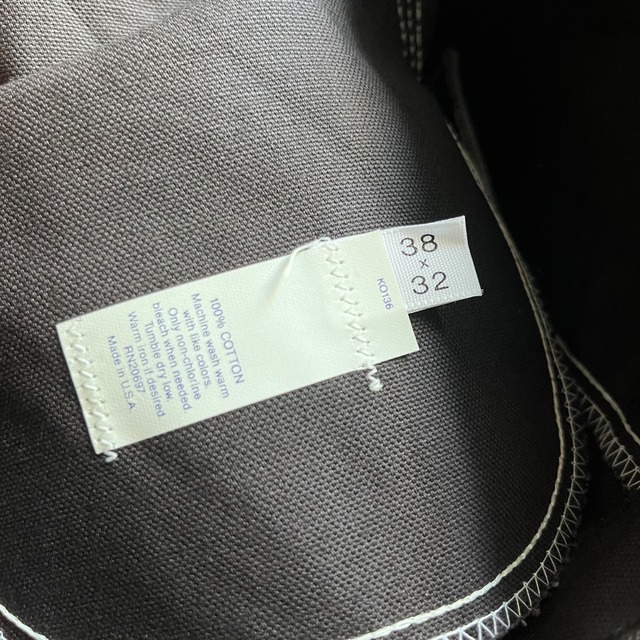 100% COTTON
Machine wash warm
with like colors.
Only non-chlorine
bleach when needed.
Tumble dry low.
Warm iron if desired
RN20697
Made in U.S.A
KO136
38
x
32